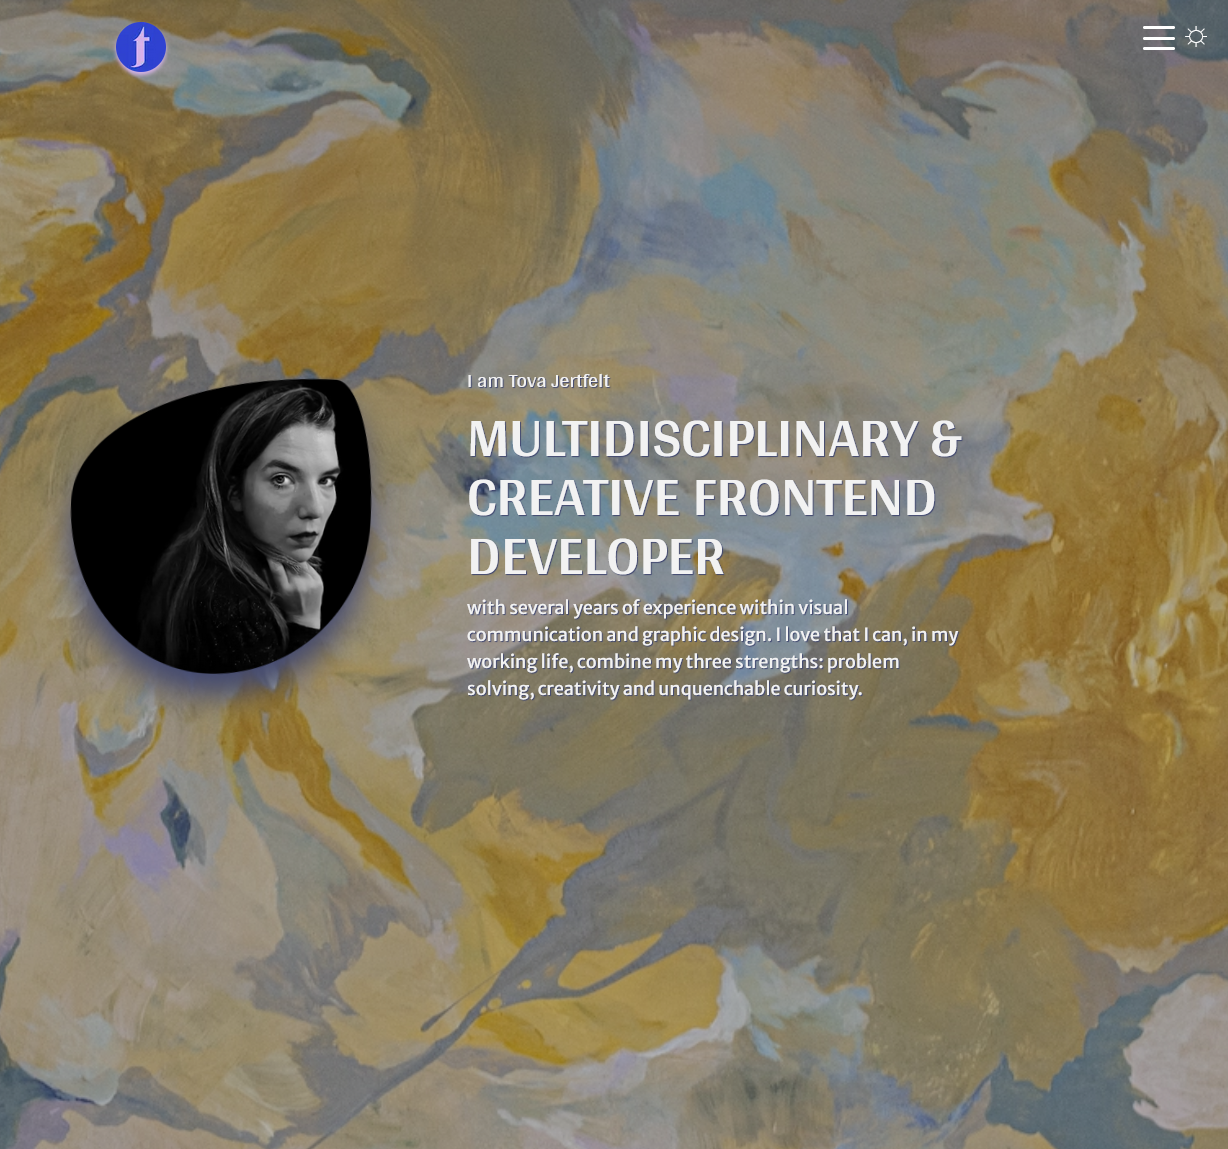 I am Tova Jertfelt
MULTIDISCIPLINARY &
CREATIVE FRONTEND
DEVELOPER
with several years of experience within visual
communication and graphic design. I love that I can, in my
working life, combine my three strengths: problem
solving, creativity and unquenchable curiosity.